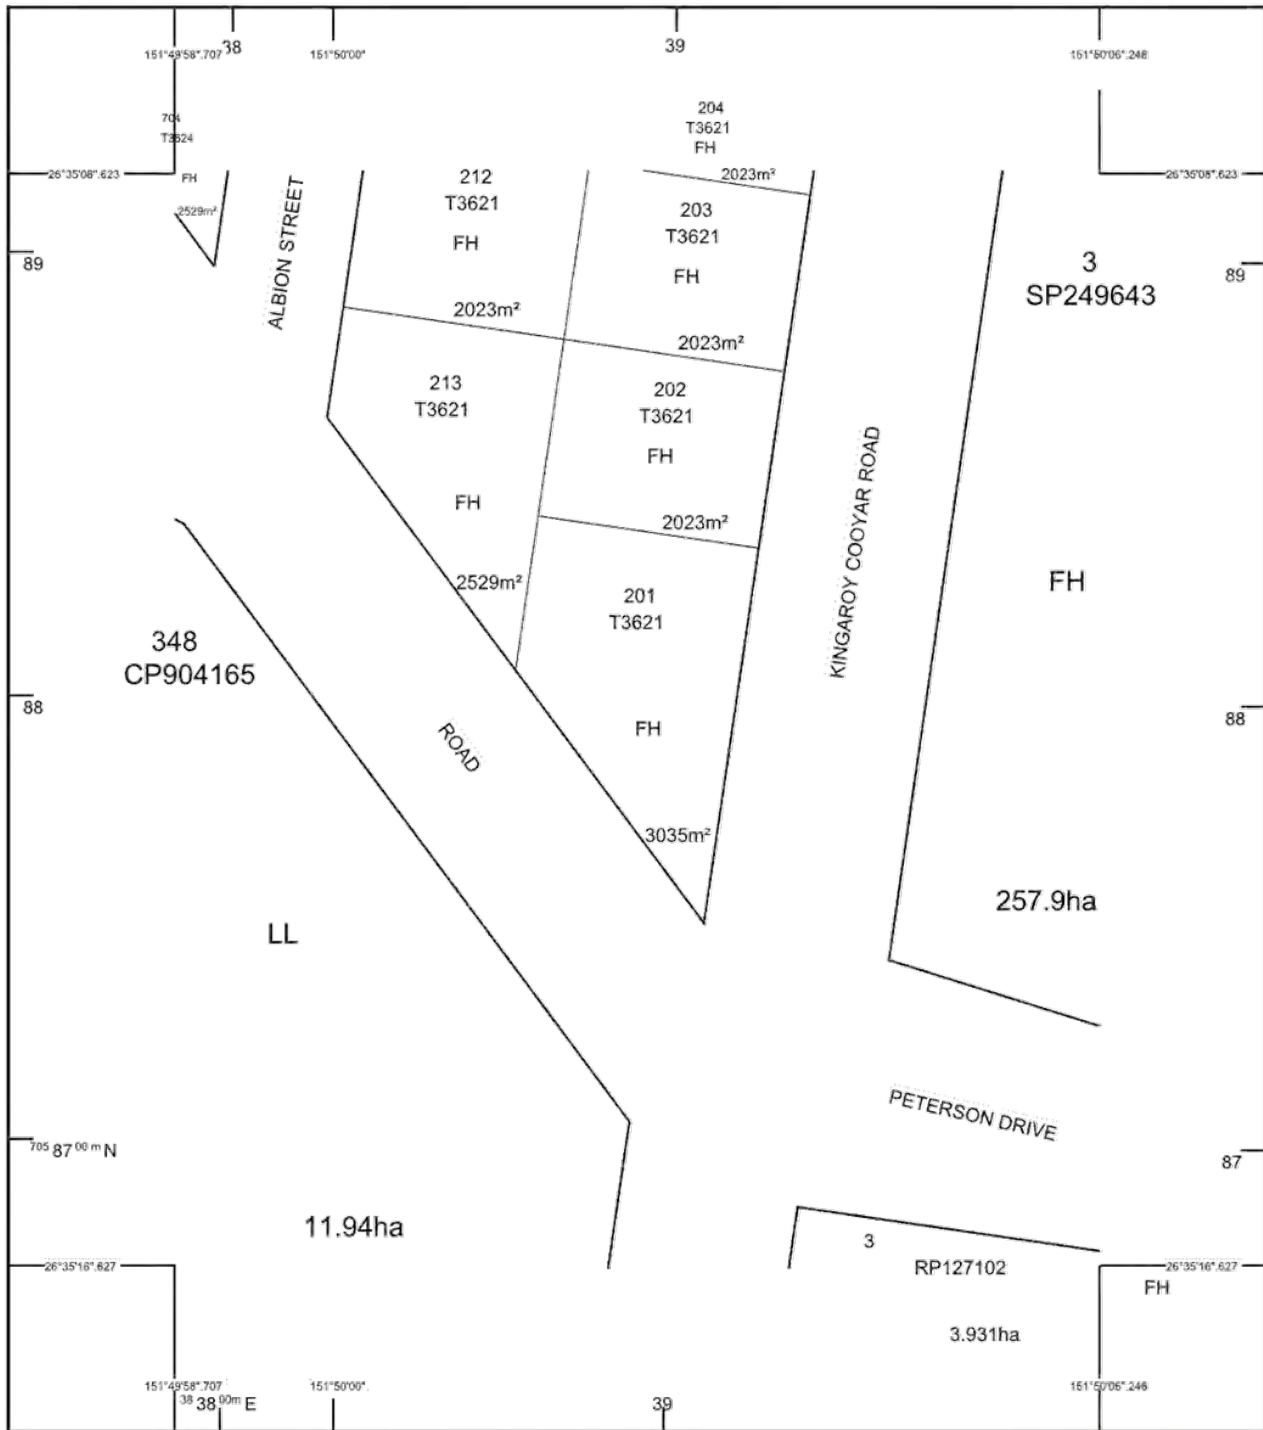 38
39
151°49'58".707
151°50'00"
151°50'06".246
704
T3624
FH
2529m²
204
T3621
FH
2023m²
26°35'08".623
26°35'08".623
212
T3621
FH
2023m²
203
T3621
FH
2023m²
ALBION STREET
89
89
3
SP249643
213
T3621
FH
2529m²
202
T3621
FH
2023m²
KINGAROY COOYAR ROAD
FH
201
T3621
FH
3035m²
348
CP904165
88
88
ROAD
257.9ha
LL
PETERSON DRIVE
705 87 00 m N
87
11.94ha
3
RP127102
26°35'16".627
26°35'16".627
FH
3.931ha
151°49'58".707
151°50'00".
151°50'06".246
38 38 00m E
39